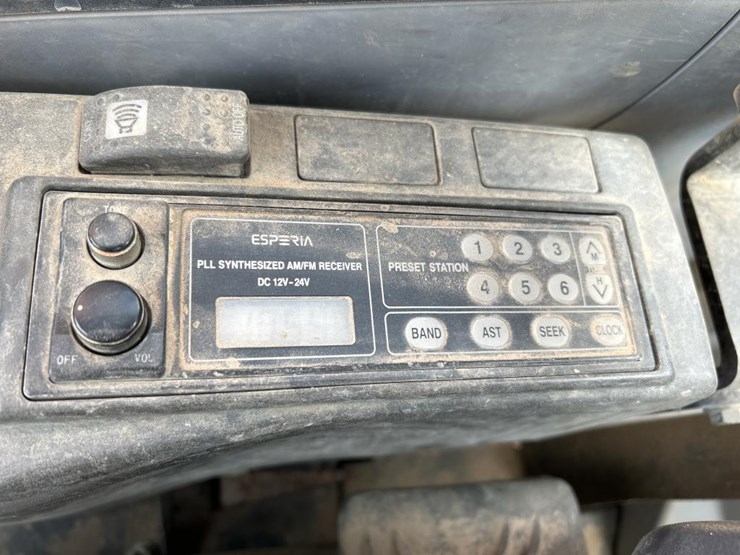 TONE
ESPERIA
PLL SYNTHESIZED AM/FM RECEIVER
DC 12V-24V
PRESET STATION
1 2 3
4 5 6
M
H
BAND AST SEEK CLOCK
OFF VOL